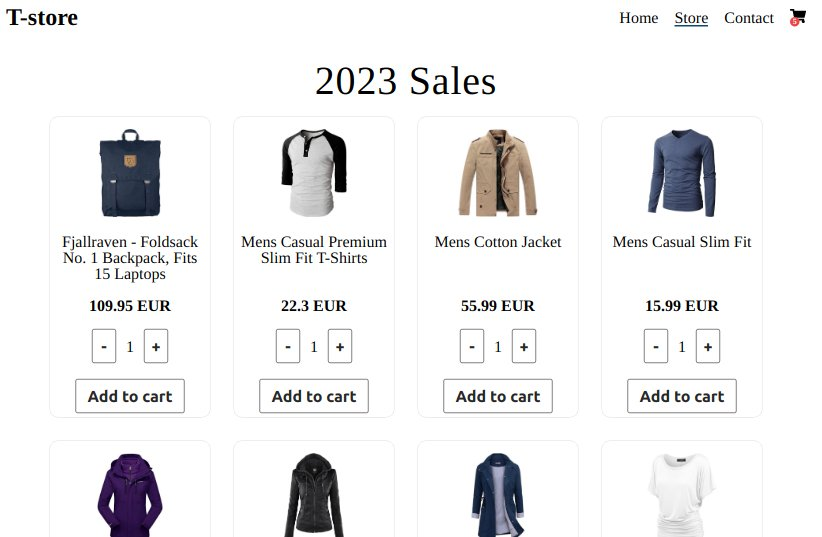 T-store
Home Store Contact 5
2023 Sales
Fjallraven - Foldsack
No. 1 Backpack, Fits
15 Laptops
109.95 EUR
- 1 +
Add to cart
Mens Casual Premium
Slim Fit T-Shirts
22.3 EUR
- 1 +
Add to cart
Mens Cotton Jacket
55.99 EUR
- 1 +
Add to cart
Mens Casual Slim Fit
15.99 EUR
- 1 +
Add to cart